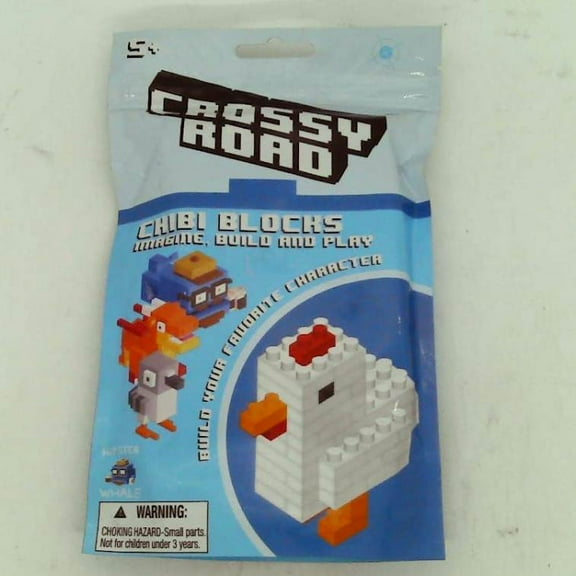 5+
CROSSY
ROAD
CHIBI BLOCKS
IMAGINE, BUILD AND PLAY
BUILD YOUR FAVORITE CHARACTER
HIPSTER
WHALE
WARNING:
CHOKING HAZARD-Small parts.
Not for children under 3 years.